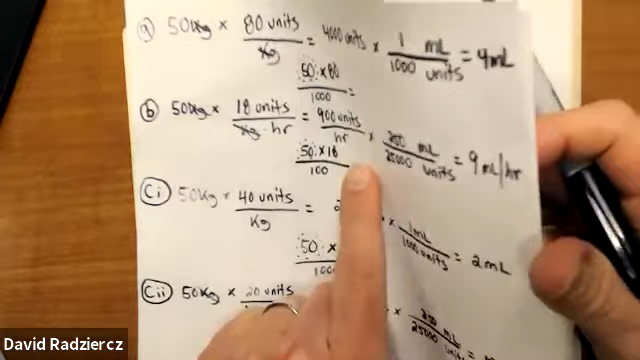 a) 50kg × 80 units / kg = 4000 units × 1 mL / 1000 units = 4mL
50 × 80 / 1000 =
b) 50kg × 18 units / kg · hr = 900 units / hr × 250 mL / 25000 units = 9 mL/hr
50 × 18 / 100
Ci) 50Kg × 40 units / Kg = × 1mL / 1000 units = 2 mL
50 ×
Cii) 50Kg × 20 units × 250 mL / 25000 units =
David Radziercz